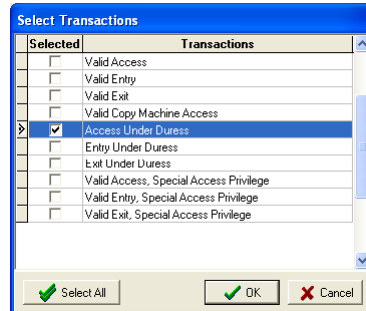 Select Transactions
Selected Transactions
Valid Access
Valid Entry
Valid Exit
Valid Copy Machine Access
Access Under Duress
Entry Under Duress
Exit Under Duress
Valid Access, Special Access Privilege
Valid Entry, Special Access Privilege
Valid Exit, Special Access Privilege
Select All OK Cancel